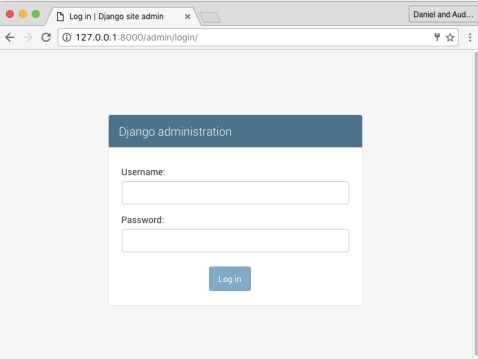 Log in | Django site admin
Daniel and Aud...
127.0.0.1:8000/admin/login/
Django administration
Username:
Password:
Log in